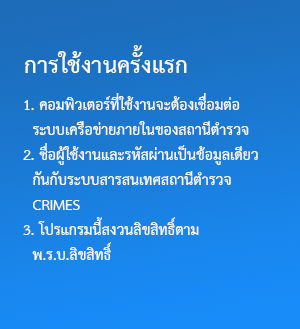 การใช้งานครั้งแรก
1. คอมพิวเตอร์ที่ใช้งานจะต้องเชื่อมต่อ
ระบบเครือข่ายภายในของสถานีตำรวจ
2. ชื่อผู้ใช้งานและรหัสผ่านเป็นข้อมูลเดียว
กันกับระบบสารสนเทศสถานีตำรวจ
CRIMES
3. โปรแกรมนี้สงวนลิขสิทธิ์ตาม
พ.ร.บ.ลิขสิทธิ์